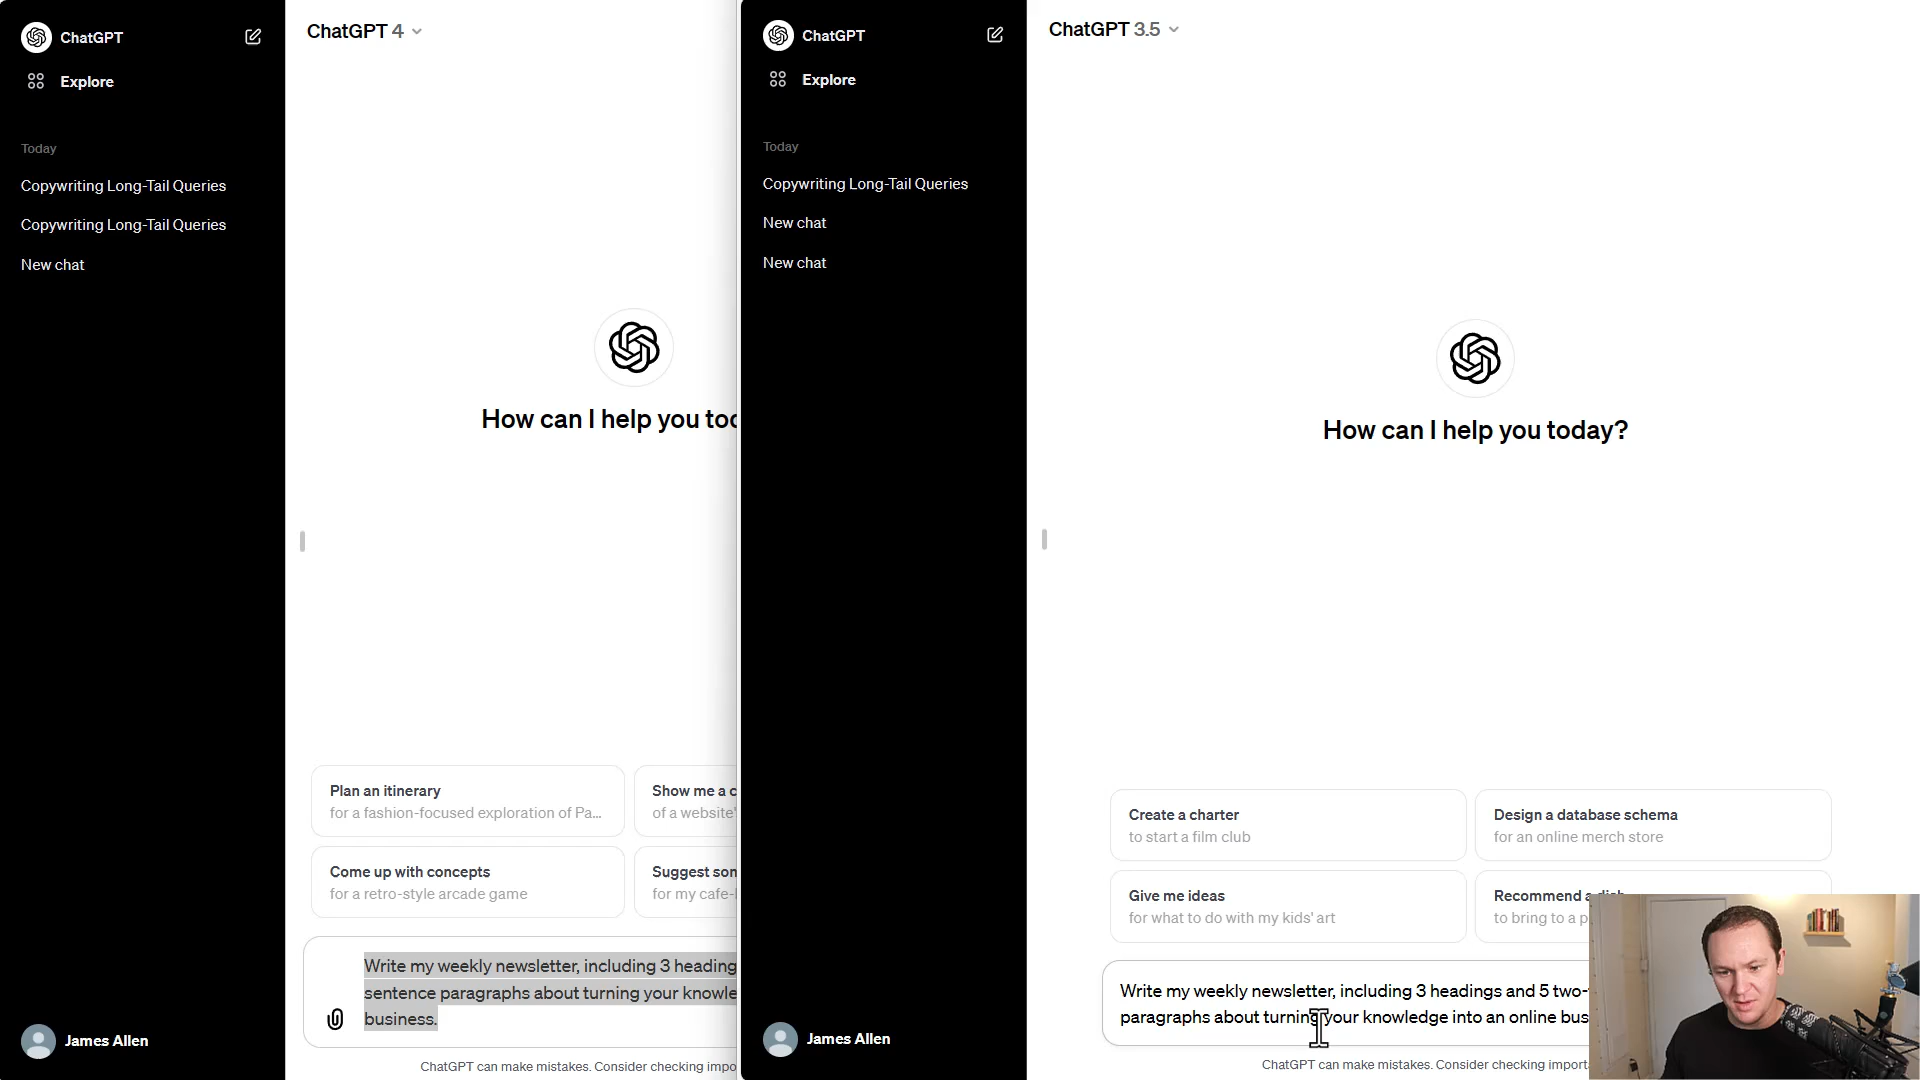 ChatGPT
Explore
Today
Copywriting Long-Tail Queries
Copywriting Long-Tail Queries
New chat
James Allen
ChatGPT 4
How can I help you
Plan an itinerary
for a fashion-focused exploration of Pa...
Show me a
of a website'
Come up with concepts
for a retro-style arcade game
Suggest
for my cafe-
Write my weekly newsletter, including 3
sentence paragraphs about turning your
business.
ChatGPT can make mistakes. Consider checking
ChatGPT
Explore
Today
Copywriting Long-Tail Queries
New chat
New chat
James Allen
ChatGPT 3.5
How can I help you today?
Create a charter
to start a film club
Design a database schema
for an online merch store
Give me ideas
for what to do with my kids' art
Recommend a
to bring to a
Write my weekly newsletter, including 3 headings and 5 two-
paragraphs about turning your knowledge into an online
ChatGPT can make mistakes. Consider checking